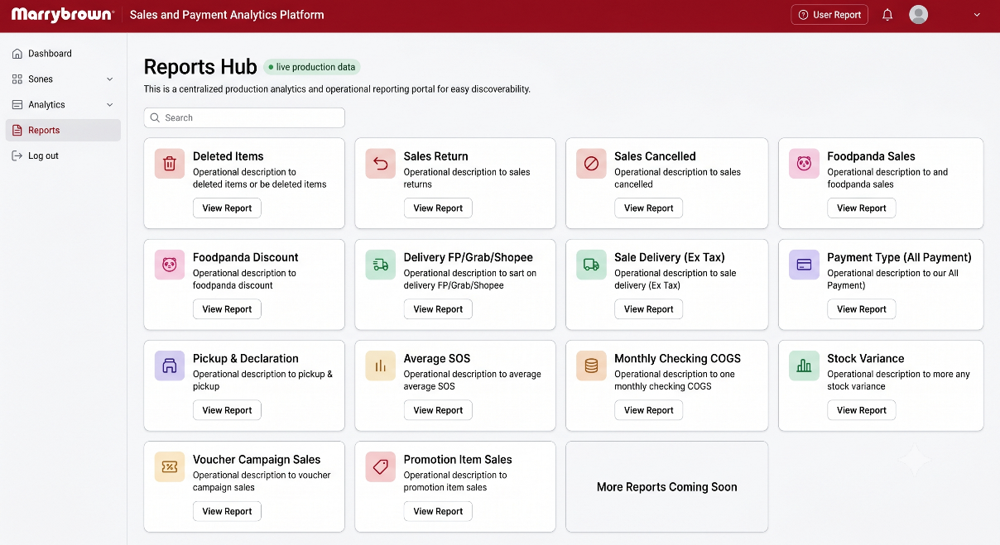 Marrybrown
Sales and Payment Analytics Platform
User Report
Dashboard
Sones
Analytics
Reports
Log out
Reports Hub
live production data
This is a centralized production analytics and operational reporting portal for easy discoverability.
Search
Deleted Items
Operational description to
deleted items or be deleted items
View Report
Sales Return
Operational description to sales
returns
View Report
Sales Cancelled
Operational description to sales
cancelled
View Report
Foodpanda Sales
Operational description to and
foodpanda sales
View Report
Foodpanda Discount
Operational description to
foodpanda discount
View Report
Delivery FP/Grab/Shopee
Operational description to sart on
delivery FP/Grab/Shopee
View Report
Sale Delivery (Ex Tax)
Operational description to sale
delivery (Ex Tax)
View Report
Payment Type (All Payment)
Operational description to our All
Payment)
View Report
Pickup & Declaration
Operational description to pickup &
pickup
View Report
Average SOS
Operational description to average
average SOS
View Report
Monthly Checking COGS
Operational description to one
monthly checking COGS
View Report
Stock Variance
Operational description to more any
stock variance
View Report
Voucher Campaign Sales
Operational description to voucher
campaign sales
View Report
Promotion Item Sales
Operational description to
promotion item sales
View Report
More Reports Coming Soon